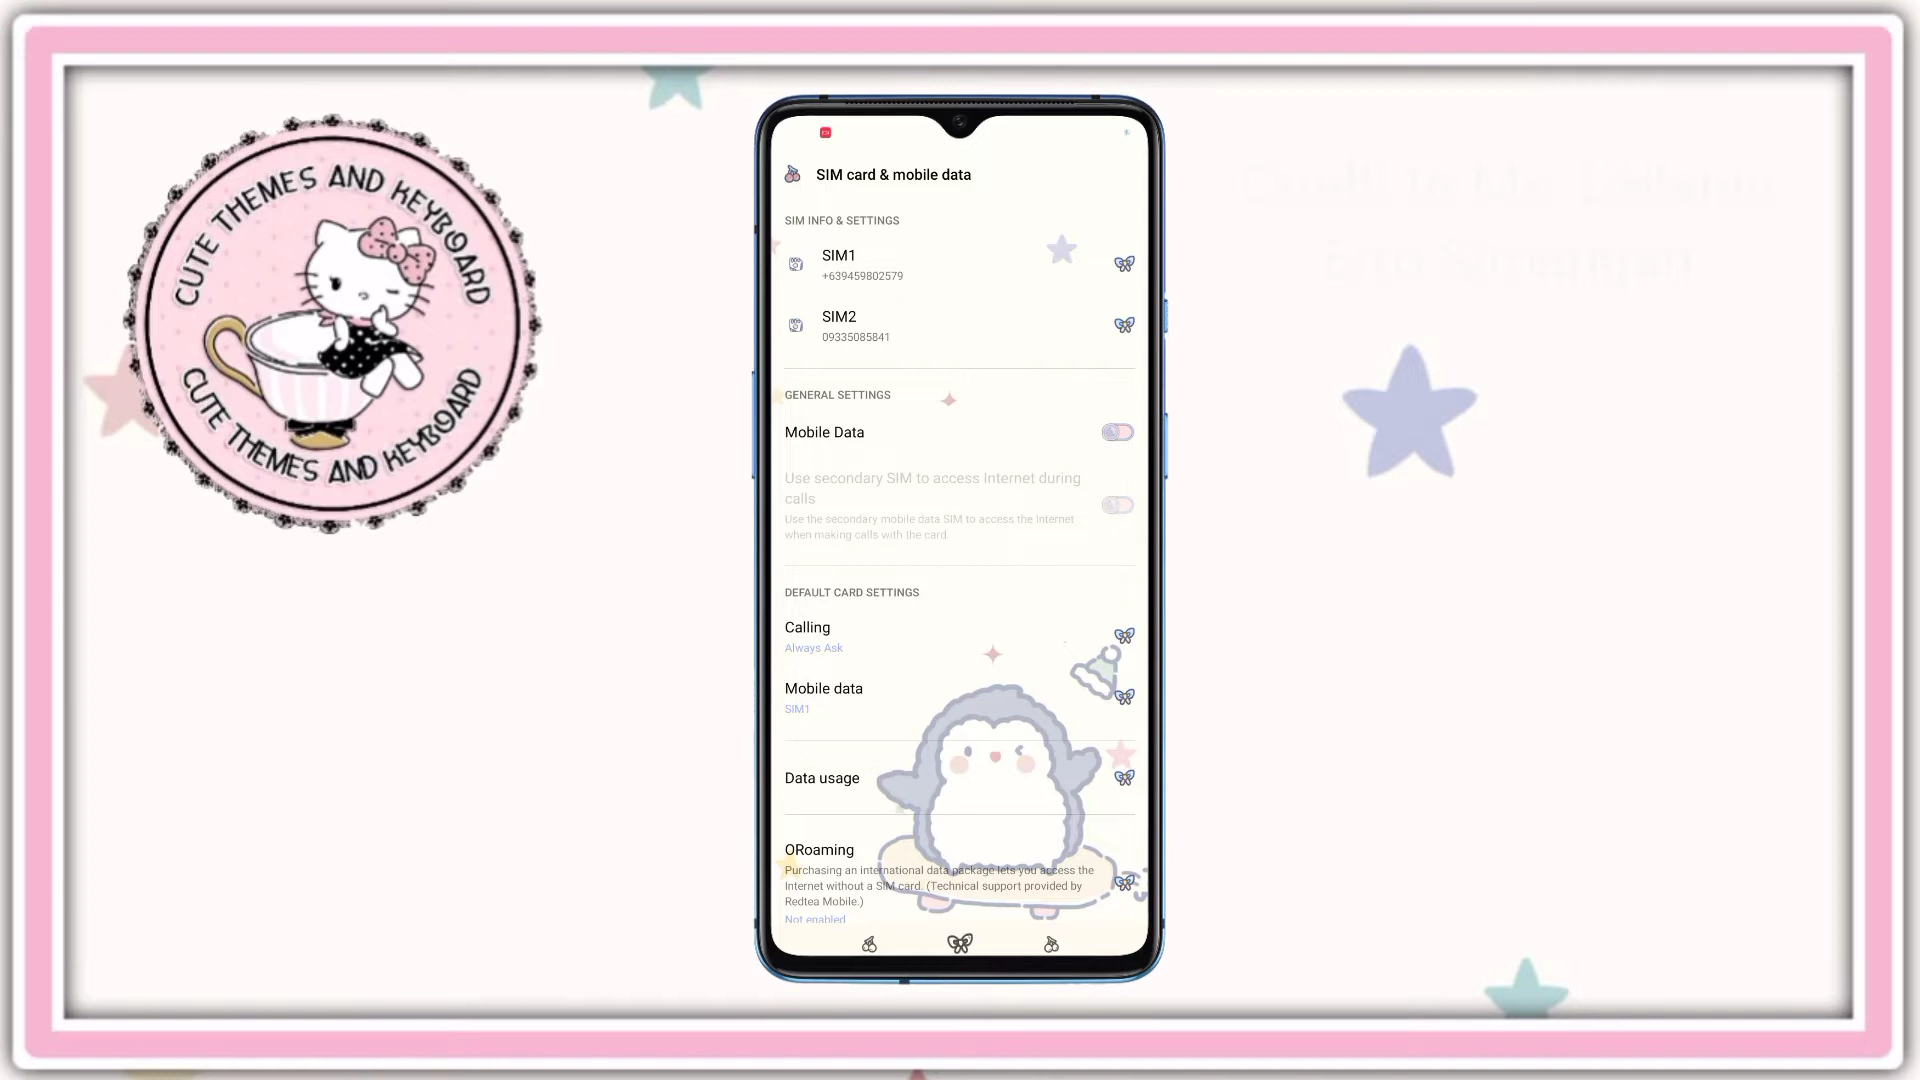 CUTE THEMES AND KEYBOARD
CUTE THEMES AND KEYBOARD
SIM card & mobile data
SIM INFO & SETTINGS
SIM1
+639459802579
SIM2
09335085841
GENERAL SETTINGS
Mobile Data
Use secondary SIM to access Internet during
calls
Use the secondary mobile data SIM to access the Internet
when making calls with the card.
DEFAULT CARD SETTINGS
Calling
Always Ask
Mobile data
SIM1
Data usage
ORoaming
Purchasing an international data package lets you access the
Internet without a SIM card. (Technical support provided by
Redtea Mobile.)
Not enabled